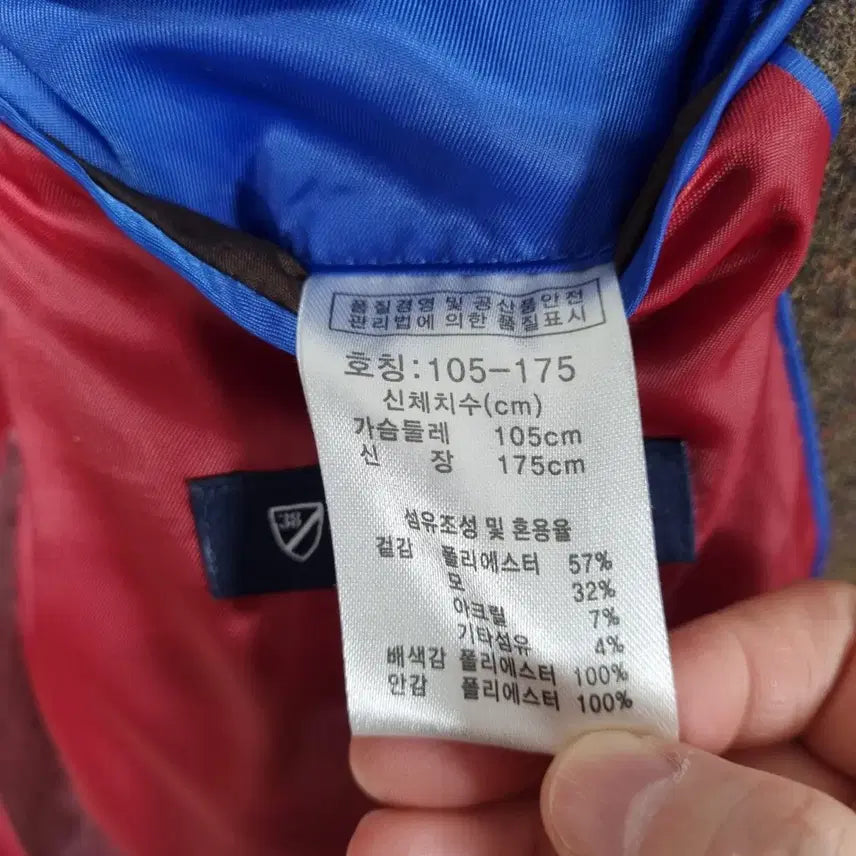 품질경영 및 공산품안전
관리법에 의한 품질표시
호칭:105-175
신체치수(cm)
가슴둘레 105cm
신 장 175cm
섬유조성 및 혼용율
겉감 폴리에스터 57%
모 32%
아크릴 7%
기타섬유 4%
배색감 폴리에스터 100%
안감 폴리에스터 100%
38